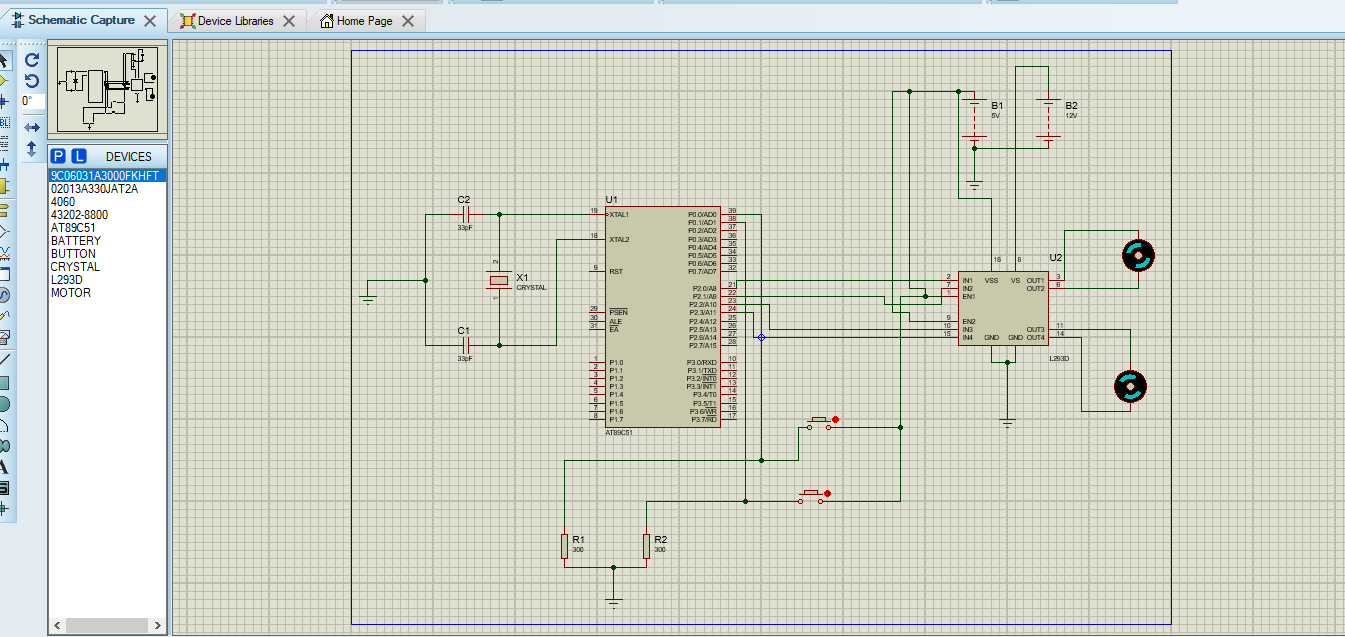 Schematic Capture
Device Libraries
Home Page
0°
P L DEVICES
9C06031A3000FKHFT
02013A330JAT2A
4060
43202-8800
AT89C51
BATTERY
BUTTON
CRYSTAL
L293D
MOTOR
C2
33pF
X1
CRYSTAL
2
1
C1
33pF
U1
19 XTAL1
18 XTAL2
9 RST
29 PSEN
30 ALE
31 EA
1 P1.0
2 P1.1
3 P1.2
4 P1.3
5 P1.4
6 P1.5
7 P1.6
8 P1.7
P0.0/AD0 39
P0.1/AD1 38
P0.2/AD2 37
P0.3/AD3 36
P0.4/AD4 35
P0.5/AD5 34
P0.6/AD6 33
P0.7/AD7 32
P2.0/A8 21
P2.1/A9 22
P2.2/A10 23
P2.3/A11 24
P2.4/A12 25
P2.5/A13 26
P2.6/A14 27
P2.7/A15 28
P3.0/RXD 10
P3.1/TXD 11
P3.2/INT0 12
P3.3/INT1 13
P3.4/T0 14
P3.5/T1 15
P3.6/WR 16
P3.7/RD 17
AT89C51
B1
5V
B2
12V
U2
16 8
2 IN1 VSS VS OUT1 3
7 IN2 OUT2 6
1 EN1
9 EN2
10 IN3 OUT3 11
15 IN4 GND GND OUT4 14
L293D
R1
300
R2
300